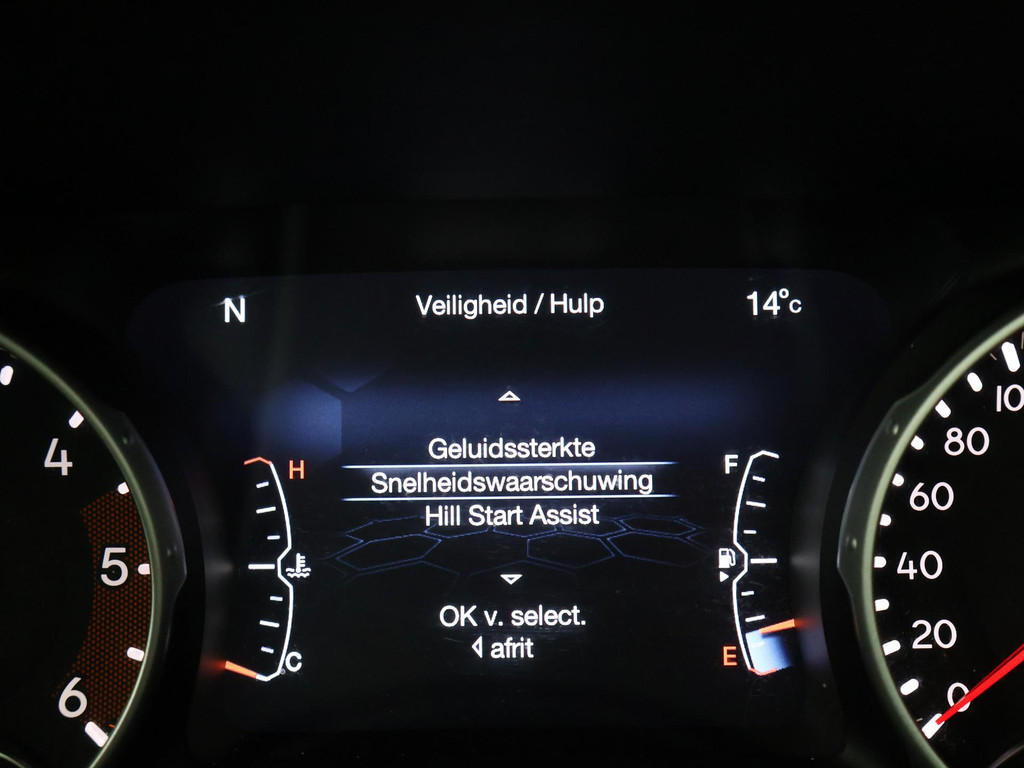 N Veiligheid / Hulp 14°C
Geluidssterkte
Snelheidswaarschuwing
Hill Start Assist
OK v. select.
afrit
H
C
F
E
4
5
6
10
80
60
40
20
0